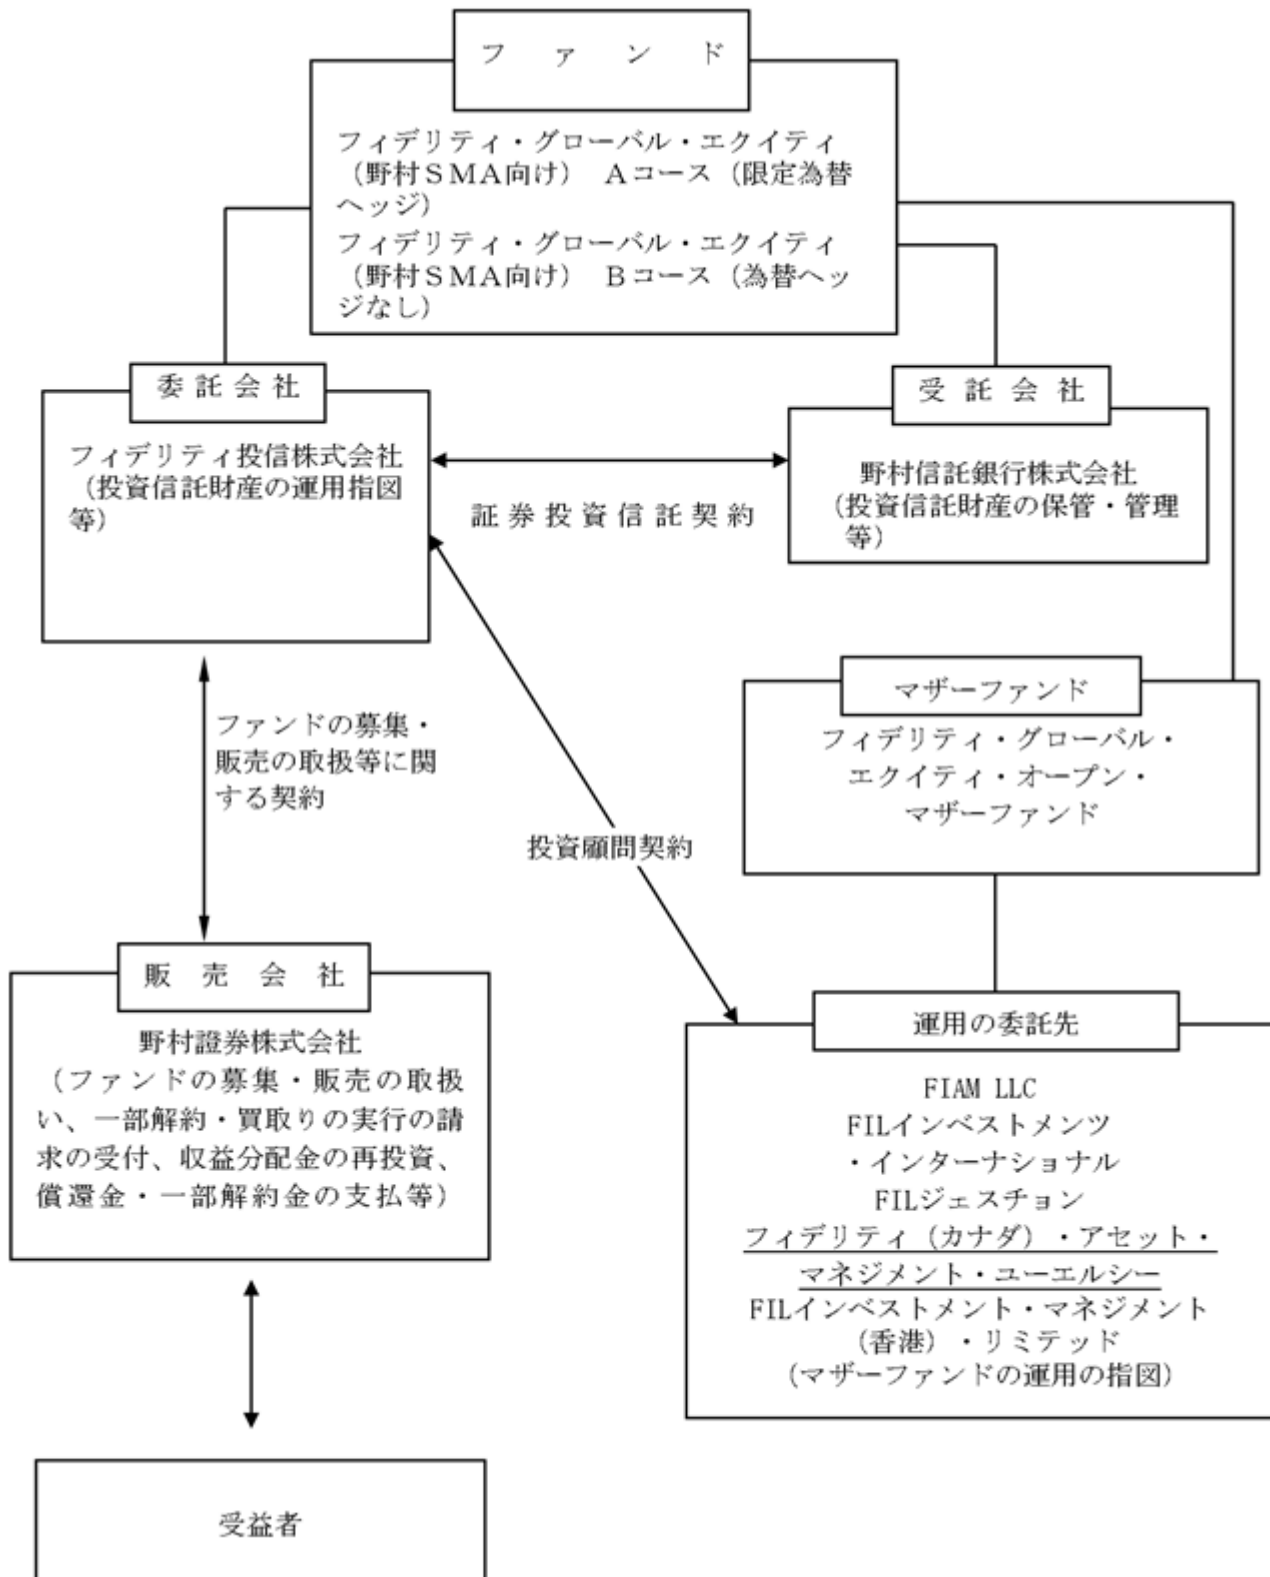 ファンド
フィデリティ・グローバル・エクイティ
（野村ＳＭＡ向け）　Ａコース（限定為替
ヘッジ）
フィデリティ・グローバル・エクイティ
（野村ＳＭＡ向け）　Ｂコース（為替ヘッ
ジなし）
委託会社
フィデリティ投信株式会社
（投資信託財産の運用指図
等）
受託会社
野村信託銀行株式会社
（投資信託財産の保管・管理
等）
証券投資信託契約
ファンドの募集・
販売の取扱等に関
する契約
投資顧問契約
マザーファンド
フィデリティ・グローバル・
エクイティ・オープン・
マザーファンド
販売会社
野村證券株式会社
（ファンドの募集・販売の取扱
い、一部解約・買取りの実行の請
求の受付、収益分配金の再投資、
償還金・一部解約金の支払等）
運用の委託先
FIAM LLC
FILインベストメンツ
・インターナショナル
FILジェスチョン
フィデリティ（カナダ）・アセット・
マネジメント・ユーエルシー
FILインベストメント・マネジメント
（香港）・リミテッド
（マザーファンドの運用の指図）
受益者